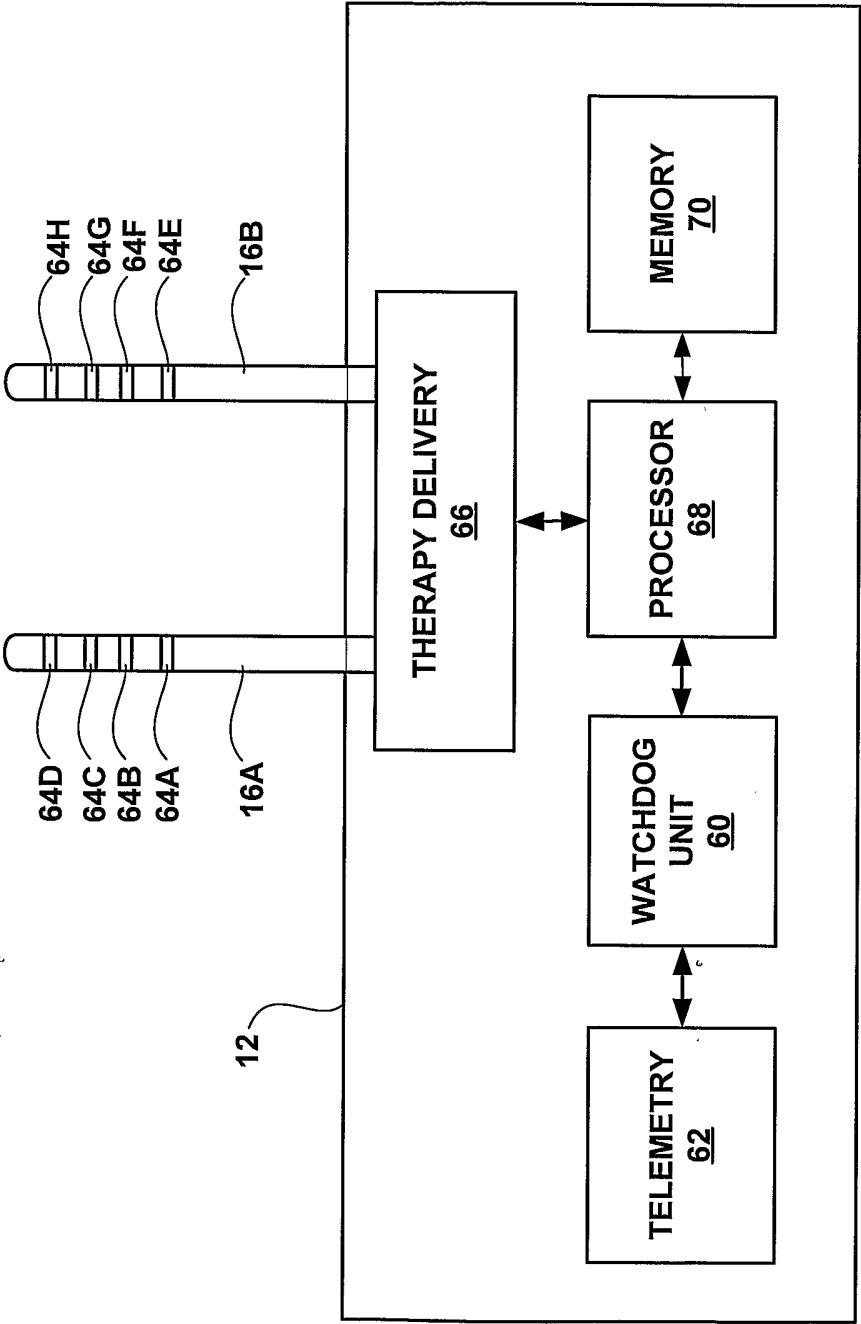 64D
64C
64B
64A
16A
64H
64G
64F
64E
16B
12
THERAPY DELIVERY
66
TELEMETRY
62
WATCHDOG
UNIT
60
PROCESSOR
68
MEMORY
70